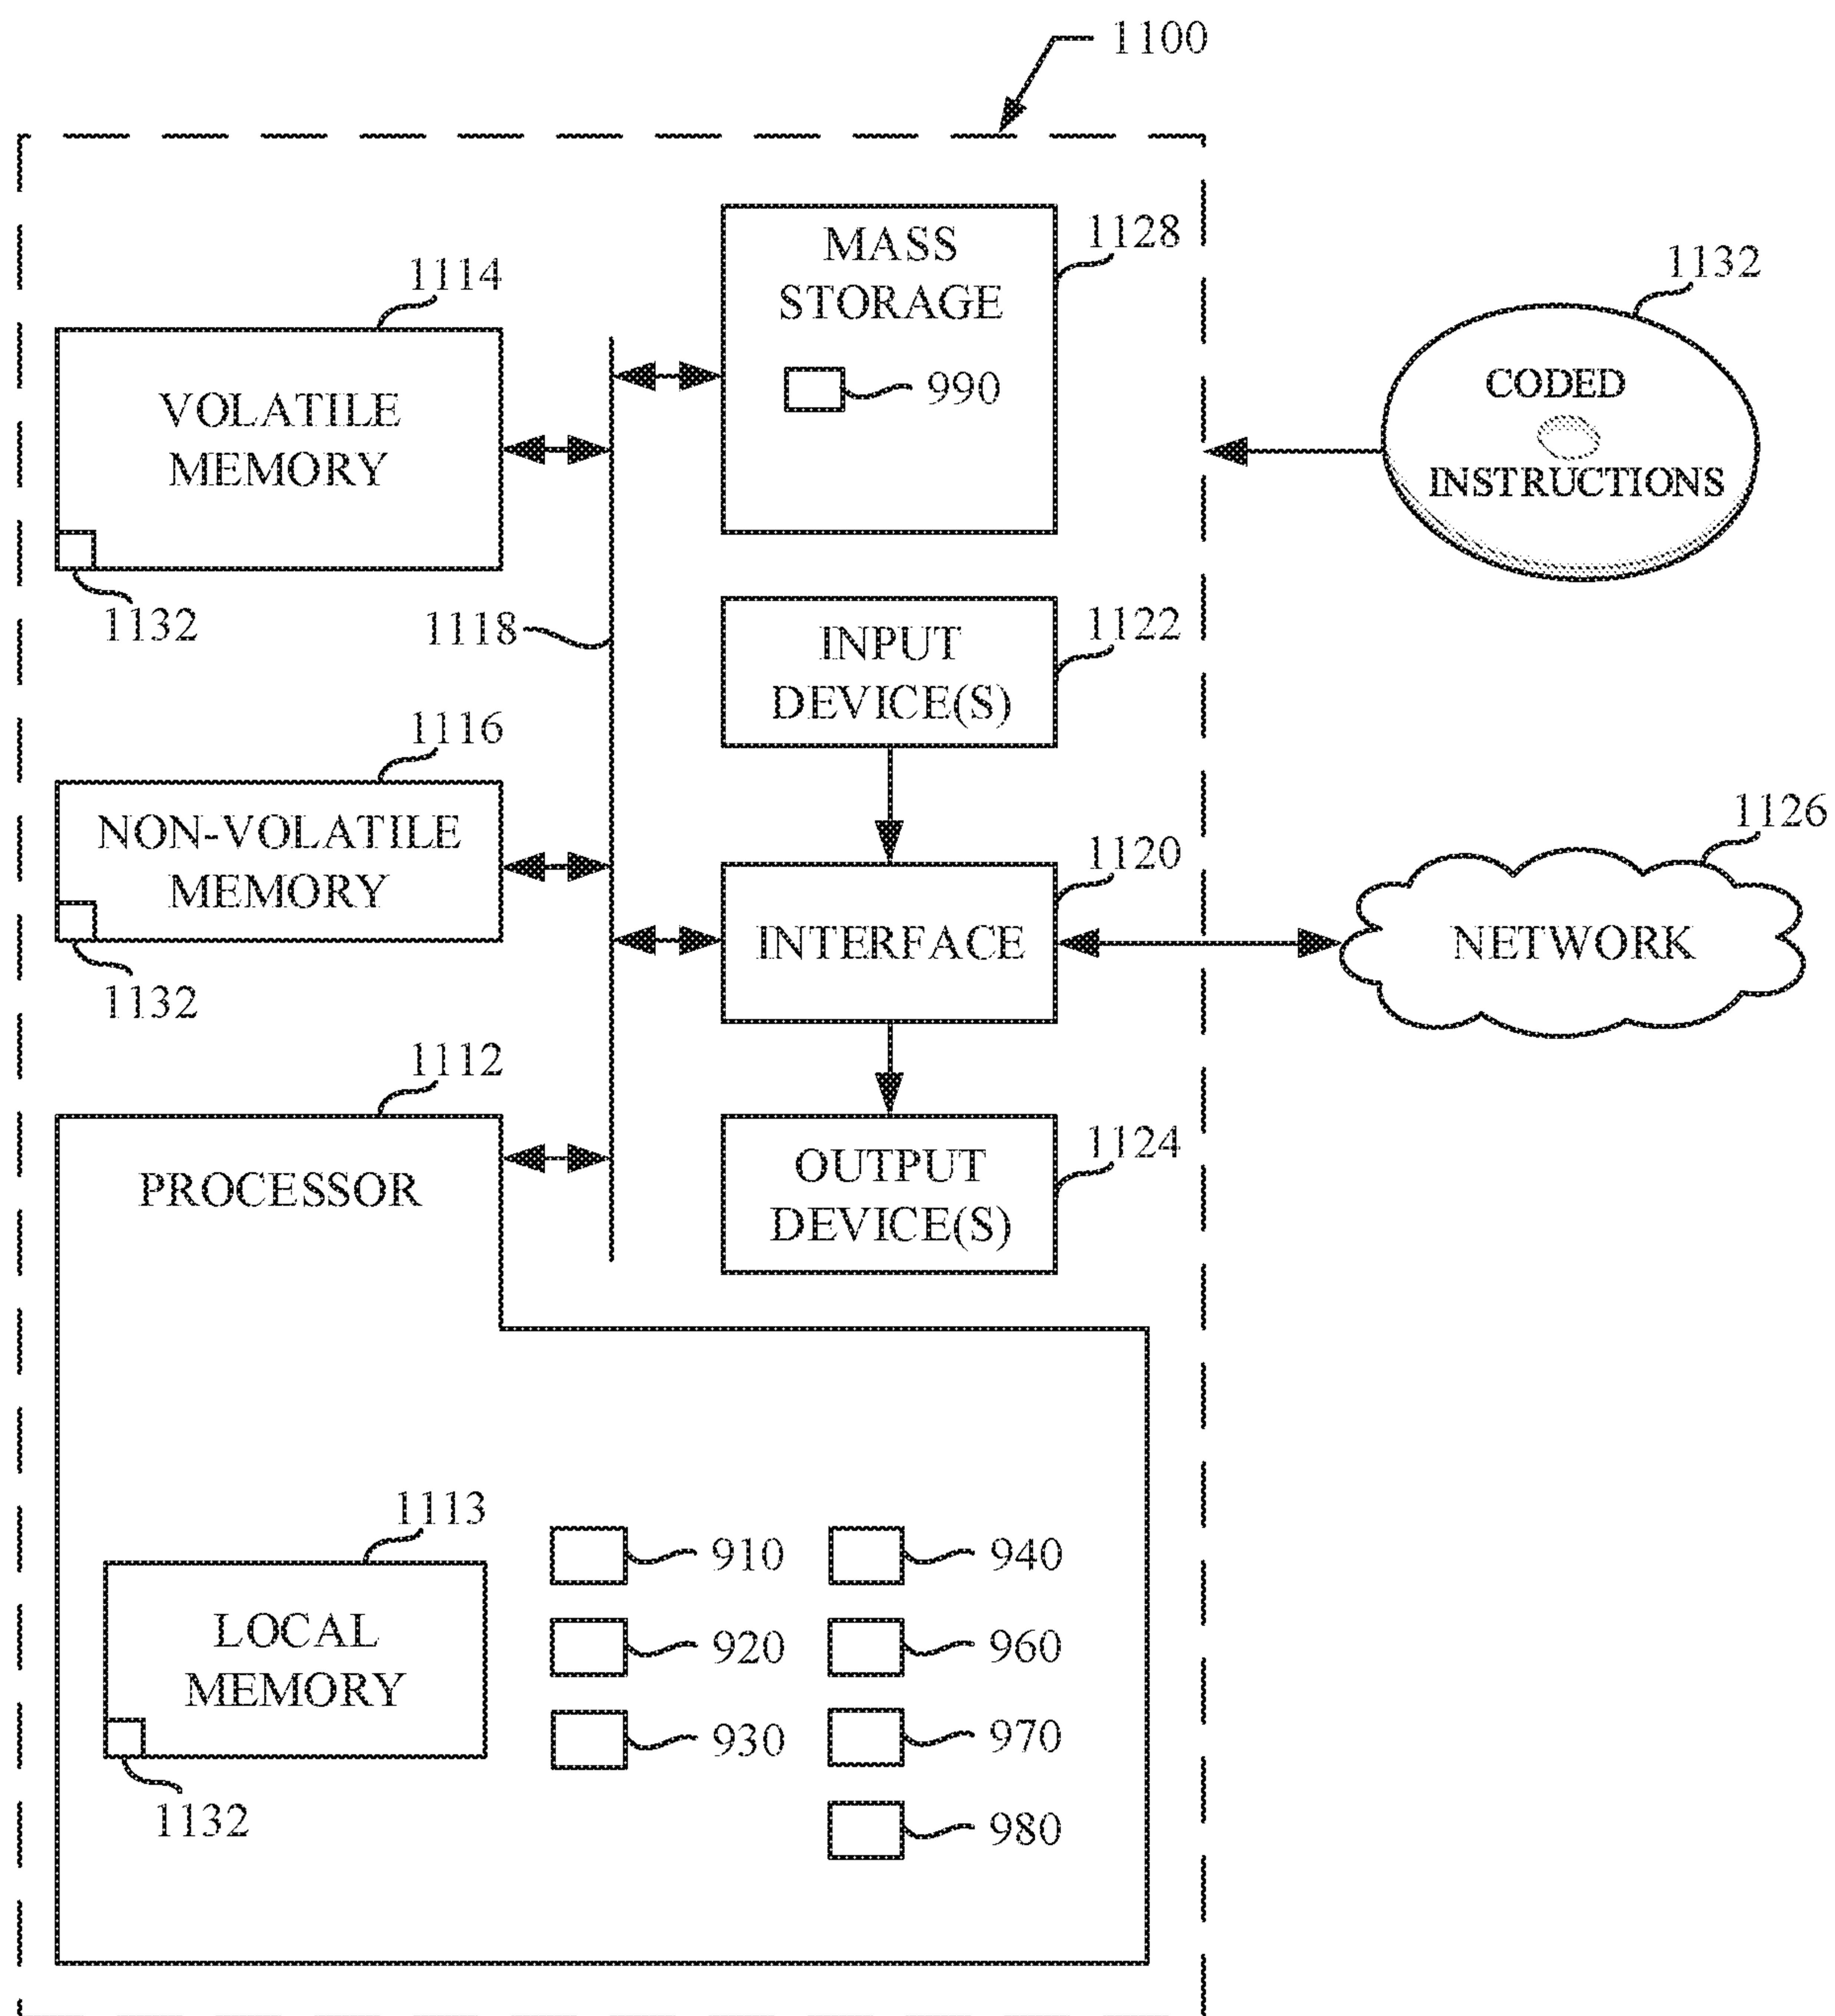 1100
MASS
STORAGE
1128
990
1114
VOLATILE
MEMORY
1132
1132
CODED
INSTRUCTIONS
1118
INPUT
DEVICE(S)
1122
1116
NON-VOLATILE
MEMORY
1132
INTERFACE
1120
1126
NETWORK
1112
PROCESSOR
OUTPUT
DEVICE(S)
1124
1113
LOCAL
MEMORY
1132
910
920
930
940
960
970
980